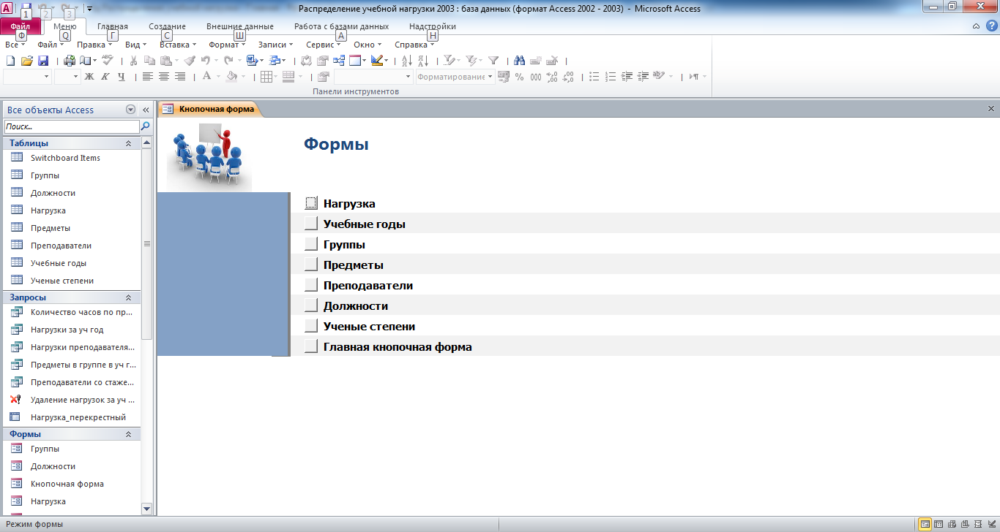 Распределение учебной нагрузки 2003 : база данных (формат Access 2002 - 2003) - Microsoft Access
1 2 3
Файл Меню Главная Создание Внешние данные Работа с базами данных Надстройки
Ф Q Г С Ш А Н
Все Файл Правка Вид Вставка Формат Записи Сервис Окно Справка
Ж К Ч А Форматирование % 000
Панели инструментов
Все объекты Access
Поиск...
Таблицы
Switchboard Items
Группы
Должности
Нагрузка
Предметы
Преподаватели
Учебные годы
Ученые степени
Запросы
Количество часов по пр...
Нагрузки за уч год
Нагрузки преподавателя...
Предметы в группе в уч г...
Преподаватели со стаже...
Удаление нагрузок за уч ...
Нагрузка_перекрестный
Формы
Группы
Должности
Кнопочная форма
Нагрузка
Кнопочная форма
Формы
Нагрузка
Учебные годы
Группы
Предметы
Преподаватели
Должности
Ученые степени
Главная кнопочная форма
Режим формы